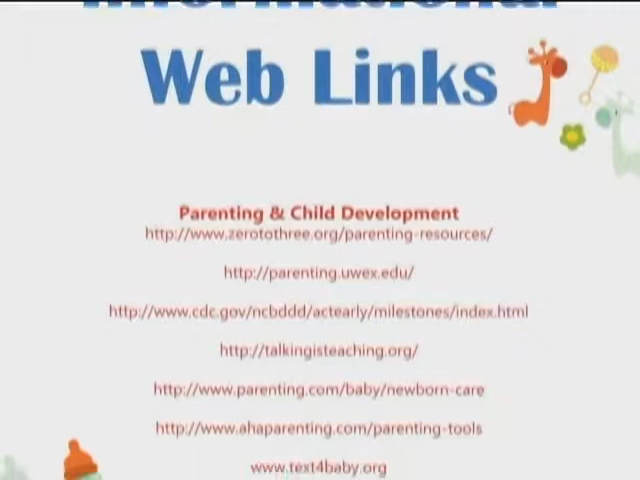 Informational
Web Links
Parenting & Child Development
http://www.zerotothree.org/parenting-resources/
http://parenting.uwex.edu/
http://www.cdc.gov/ncbddd/actearly/milestones/index.html
http://talkingisteaching.org/
http://www.parenting.com/baby/newborn-care
http://www.ahaparenting.com/parenting-tools
www.text4baby.org